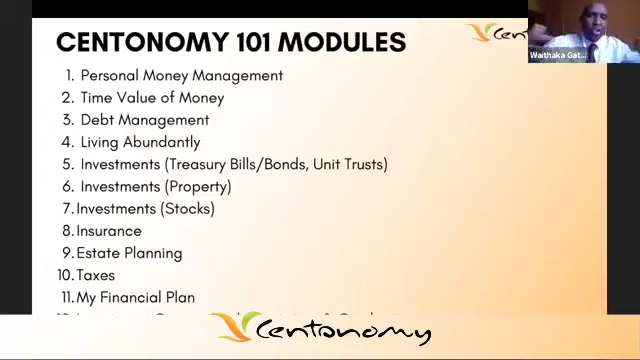 CENTONOMY 101 MODULES
Cent
Waithaka Gat...
1. Personal Money Management
2. Time Value of Money
3. Debt Management
4. Living Abundantly
5. Investments (Treasury Bills/Bonds, Unit Trusts)
6. Investments (Property)
7. Investments (Stocks)
8. Insurance
9. Estate Planning
10. Taxes
11. My Financial Plan
Centonomy